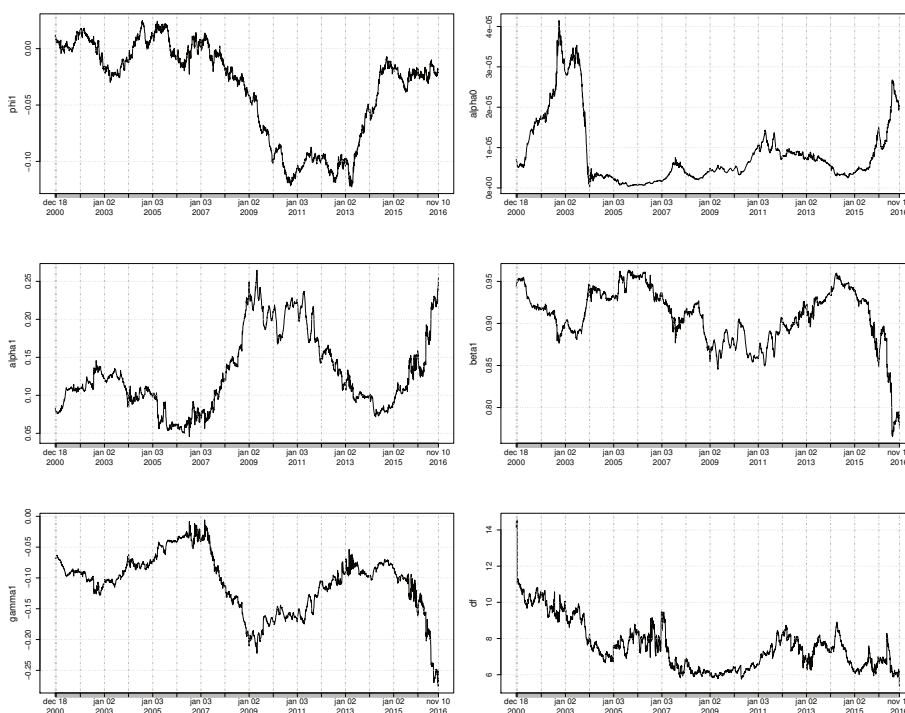 phi1
0.00
−0.05
−0.10
dec 18 jan 02 jan 03 jan 03 jan 02 jan 03 jan 02 jan 02 nov 10
2000 2003 2005 2007 2009 2011 2013 2015 2016
alpha0
4e−05
3e−05
2e−05
1e−05
0e+00
dec 18 jan 02 jan 03 jan 03 jan 02 jan 03 jan 02 jan 02 nov 1
2000 2003 2005 2007 2009 2011 2013 2015 2016
alpha1
0.25
0.20
0.15
0.10
0.05
dec 18 jan 02 jan 03 jan 03 jan 02 jan 03 jan 02 jan 02 nov 10
2000 2003 2005 2007 2009 2011 2013 2015 2016
beta1
0.95
0.90
0.85
0.80
dec 18 jan 02 jan 03 jan 03 jan 02 jan 03 jan 02 jan 02 nov 1
2000 2003 2005 2007 2009 2011 2013 2015 2016
gamma1
0.00
−0.05
−0.10
−0.15
−0.20
−0.25
dec 18 jan 02 jan 03 jan 03 jan 02 jan 03 jan 02 jan 02 nov 10
2000 2003 2005 2007 2009 2011 2013 2015 2016
df
14
12
10
8
6
dec 18 jan 02 jan 03 jan 03 jan 02 jan 03 jan 02 jan 02 nov 1
2000 2003 2005 2007 2009 2011 2013 2015 2016